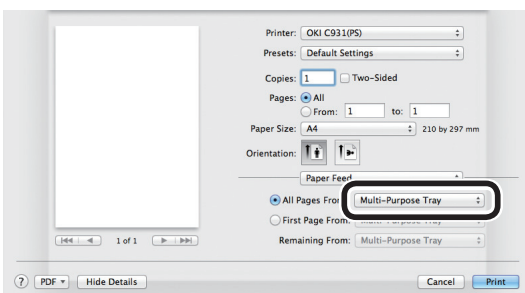 Printer: OKI C931(PS)
Presets: Default Settings
Copies: 1 Two-Sided
Pages: All
From: 1 to: 1
Paper Size: A4 210 by 297 mm
Orientation:
Paper Feed
All Pages From: Multi-Purpose Tray
First Page From: Multi-Purpose Tray
1 of 1 Remaining From: Multi-Purpose Tray
? PDF Hide Details Cancel Print